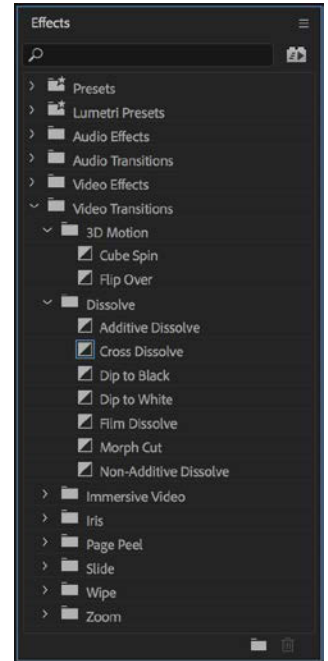 Effects
Presets
Lumetri Presets
Audio Effects
Audio Transitions
Video Effects
Video Transitions
3D Motion
Cube Spin
Flip Over
Dissolve
Additive Dissolve
Cross Dissolve
Dip to Black
Dip to White
Film Dissolve
Morph Cut
Non-Additive Dissolve
Immersive Video
Iris
Page Peel
Slide
Wipe
Zoom